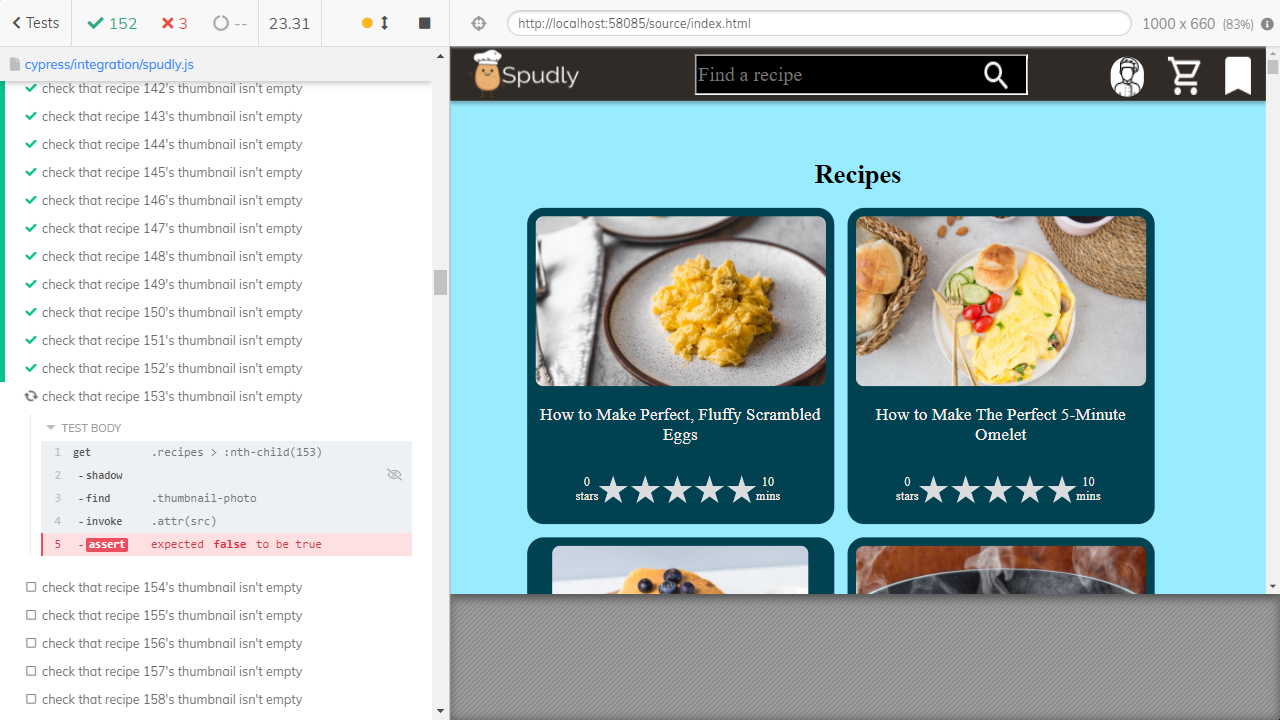 Tests
152
3
--
23.31
http://localhost:58085/source/index.html
1000 x 660 (83%)
cypress/integration/spudly.js
check that recipe 142's thumbnail isn't empty
check that recipe 143's thumbnail isn't empty
check that recipe 144's thumbnail isn't empty
check that recipe 145's thumbnail isn't empty
check that recipe 146's thumbnail isn't empty
check that recipe 147's thumbnail isn't empty
check that recipe 148's thumbnail isn't empty
check that recipe 149's thumbnail isn't empty
check that recipe 150's thumbnail isn't empty
check that recipe 151's thumbnail isn't empty
check that recipe 152's thumbnail isn't empty
check that recipe 153's thumbnail isn't empty
TEST BODY
1 get .recipes > :nth-child(153)
2 -shadow
3 -find .thumbnail-photo
4 -invoke .attr(src)
5 -assert expected false to be true
check that recipe 154's thumbnail isn't empty
check that recipe 155's thumbnail isn't empty
check that recipe 156's thumbnail isn't empty
check that recipe 157's thumbnail isn't empty
check that recipe 158's thumbnail isn't empty
Spudly
Find a recipe
Recipes
How to Make Perfect, Fluffy Scrambled
Eggs
0
stars
10
mins
How to Make The Perfect 5-Minute
Omelet
0
stars
10
mins